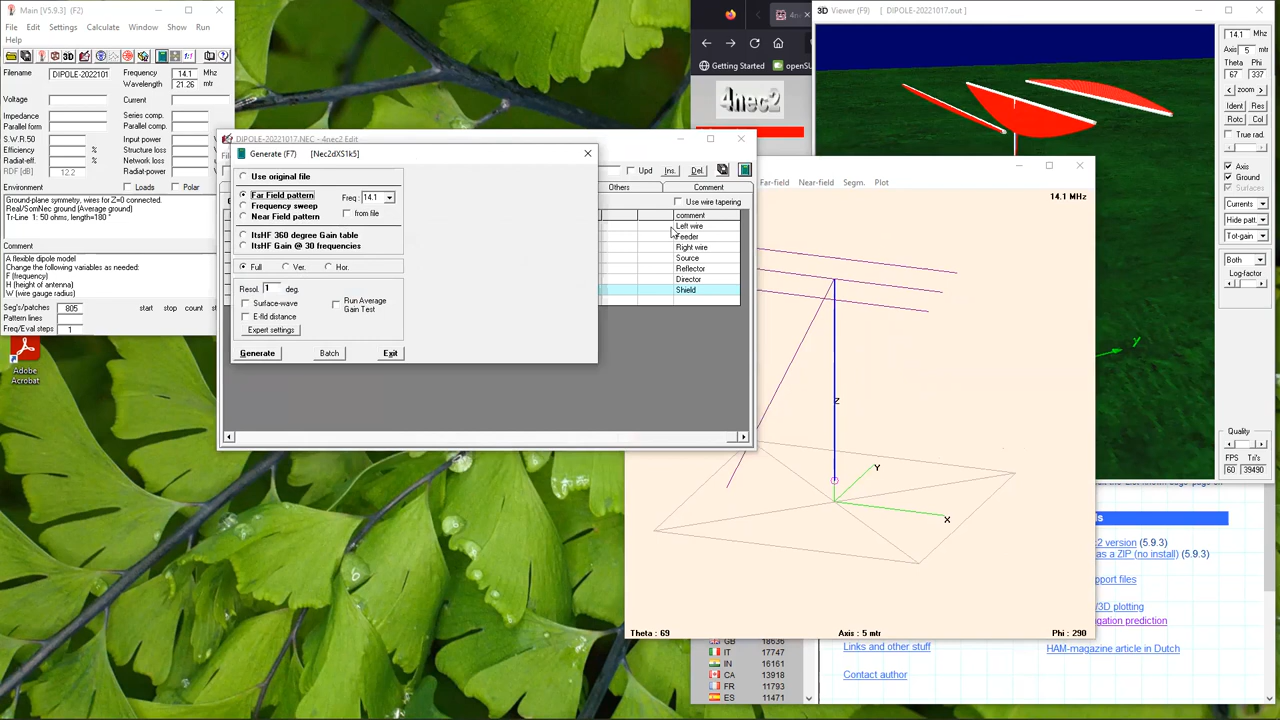 Main [V5.9.3] (F2)
File Edit Settings Calculate Window Show Run
Help
3D
1:1
Filename DIPOLE-2022101 Frequency 14.1 Mhz
Wavelength 21.26 mtr
Voltage Current
Impedance Series comp.
Parallel form Parallel comp.
S.W.R.50 Input power
Efficiency Structure loss
Radiat-eff. Network loss
RDF [dB] 12.2 Radiat-power
Environment Loads Polar
Ground-plane symmetry, wires for Z=0 connected.
Real/SomNec ground (Average ground)
Tr-Line 1: 50 ohms, length=180 °
Comment
A flexible dipole model
Change the following variables as needed:
F (frequency)
H (height of antenna)
W (wire gauge radius)
Seg's/patches 805 start stop count step
Pattern lines
Freq/Eval steps 1
Adobe
Acrobat
DIPOLE-20221017.NEC - 4nec2 Edit
Upd Ins. Del.
Others Comment
Use wire tapering
comment
Left wire
Feeder
Right wire
Source
Reflector
Director
Shield
Generate (F7) [Nec2dXS1k5]
Use original file
Far Field pattern Freq : 14.1
Frequency sweep
Near Field pattern from file
ItsHF 360 degree Gain table
ItsHF Gain @ 30 frequencies
Full Ver. Hor.
Resol. 1 deg.
Surface-wave Run Average
Gain Test
E-fld distance
Expert settings
Generate Batch Exit
Getting Started openSU
4nec2
Far-field Near-field Segm. Plot
14.1 MHz
Z
Y
X
Theta : 69 Axis : 5 mtr Phi : 290
3D Viewer (F9) [ DIPOLE-20221017.out ]
Y
14.1 Mhz
Axis 5 mtr
Theta Phi
67 337
< zoom >
Ident Res
Rotc Col
True rad.
Axis
Ground
Surfaces
Currents
Hide patt.
Tot-gain
Both
Log-factor
Quality
FPS Tri's
60 39490
c2 version (5.9.3)
as a ZIP (no install) (5.9.3)
pport files
/3D plotting
gation prediction
GB 18636
IT 17747
IN 16161
CA 13918
FR 11793
ES 11471
Links and other stuff
HAM-magazine article in Dutch
Contact author